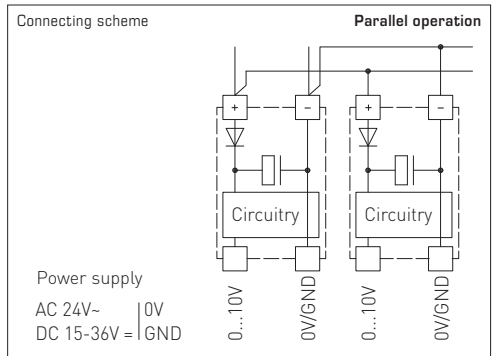 Connecting scheme
Parallel operation
+ − + −
Circuitry
Circuitry
Power supply
AC 24V~ 0V
DC 15-36V = GND
0...10V
0V/GND
0...10V
0V/GND